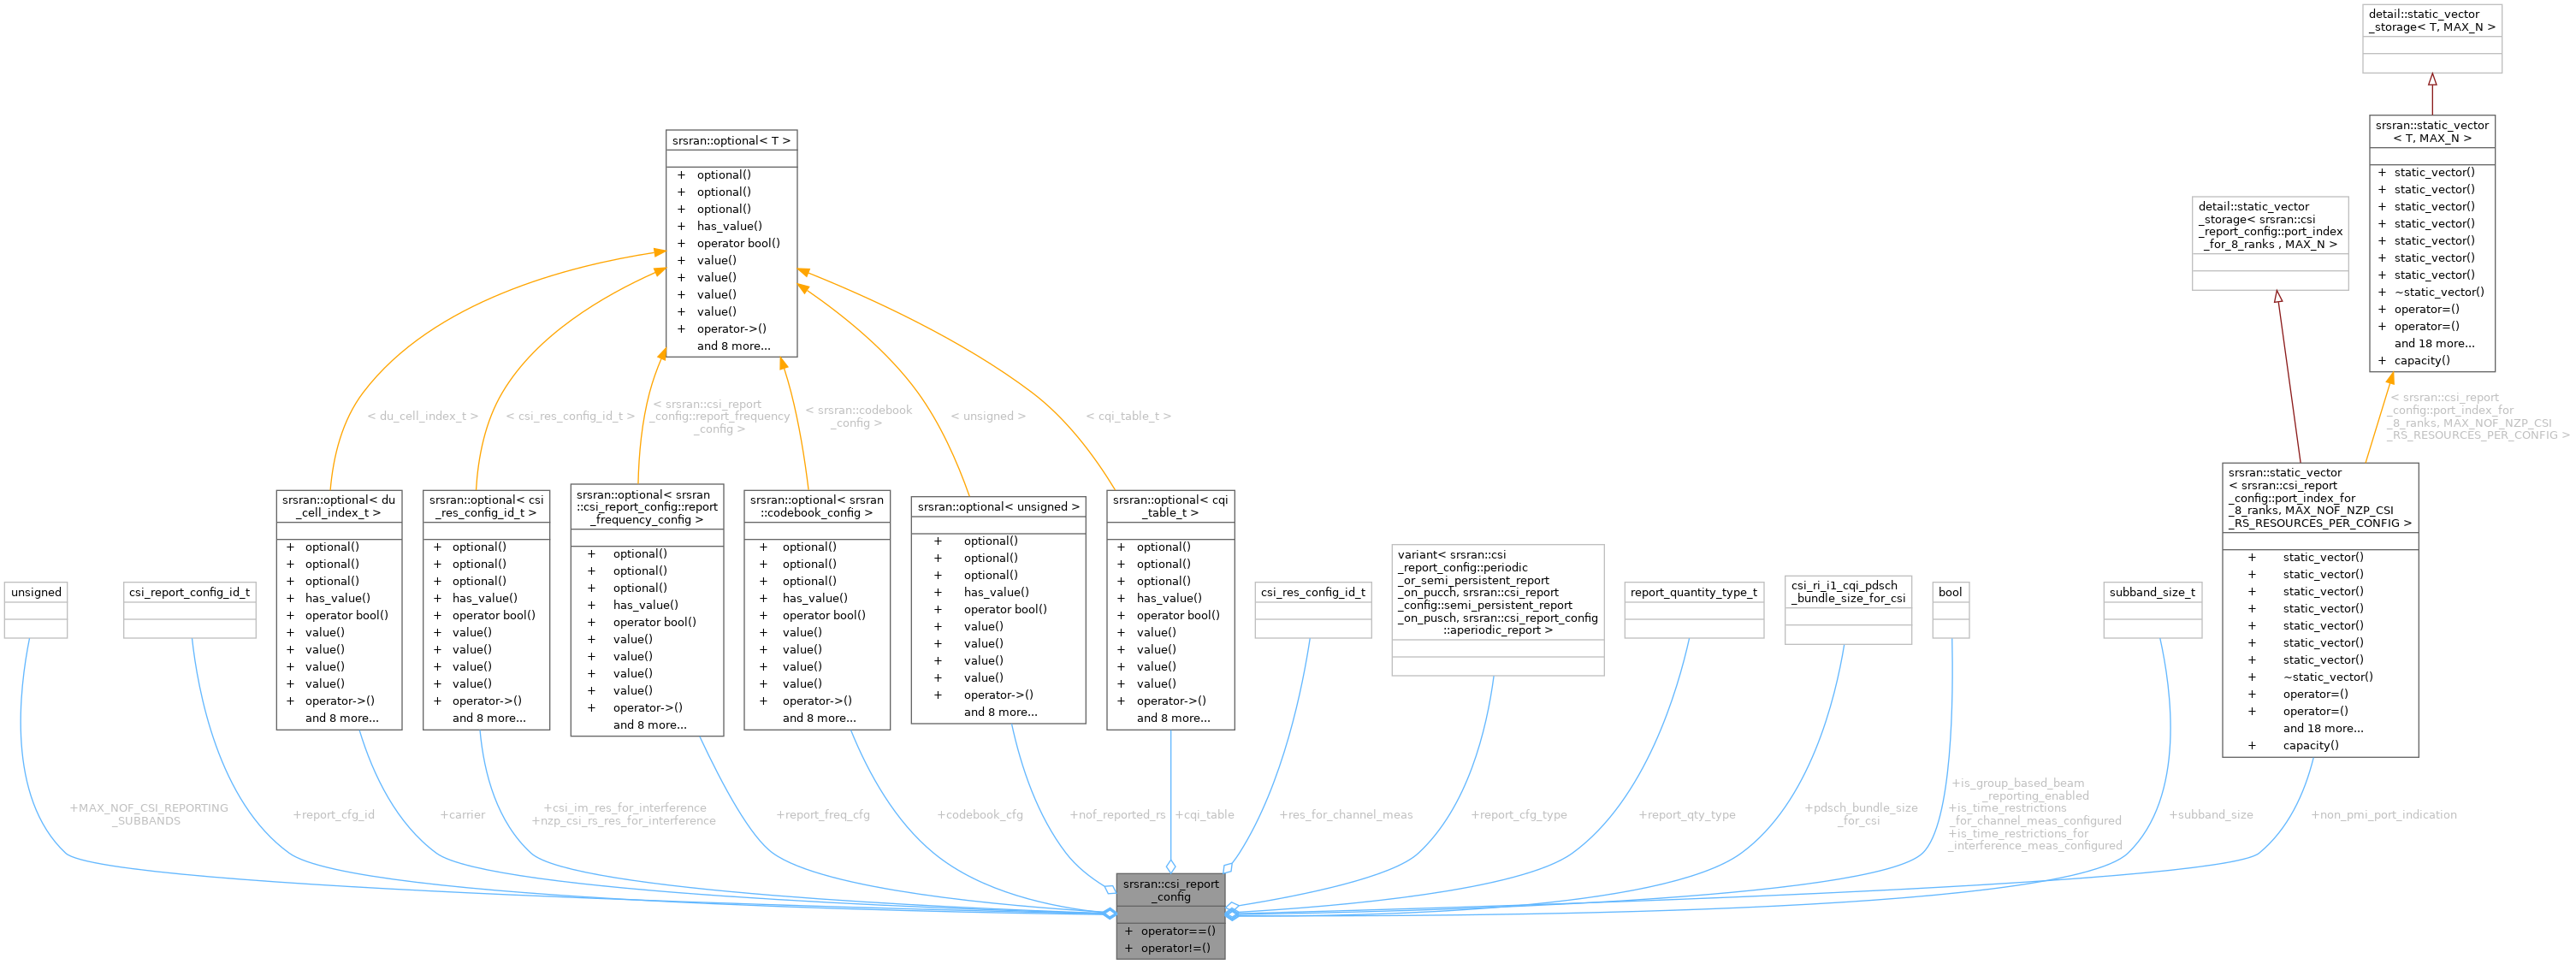 detail::static_vector
_storage< T, MAX_N >
srsran::static_vector
< T, MAX_N >
+ static_vector()
+ static_vector()
+ static_vector()
+ static_vector()
+ static_vector()
+ static_vector()
+ static_vector()
+ ~static_vector()
+ operator=()
+ operator=()
and 18 more...
+ capacity()
srsran::optional< T >
+ optional()
+ optional()
+ optional()
+ has_value()
+ operator bool()
+ value()
+ value()
+ value()
+ value()
+ operator->()
and 8 more...
detail::static_vector
_storage< srsran::csi
_report_config::port_index
_for_8_ranks , MAX_N >
< du_cell_index_t >
< csi_res_config_id_t >
< srsran::csi_report
_config::report_frequency
_config >
< srsran::codebook
_config >
< unsigned >
< cqi_table_t >
< srsran::csi_report
_config::port_index_for
_8_ranks, MAX_NOF_NZP_CSI
_RS_RESOURCES_PER_CONFIG >
unsigned
csi_report_config_id_t
srsran::optional< du
_cell_index_t >
+ optional()
+ optional()
+ optional()
+ has_value()
+ operator bool()
+ value()
+ value()
+ value()
+ value()
+ operator->()
and 8 more...
srsran::optional< csi
_res_config_id_t >
+ optional()
+ optional()
+ optional()
+ has_value()
+ operator bool()
+ value()
+ value()
+ value()
+ value()
+ operator->()
and 8 more...
srsran::optional< srsran
::csi_report_config::report
_frequency_config >
+ optional()
+ optional()
+ optional()
+ has_value()
+ operator bool()
+ value()
+ value()
+ value()
+ value()
+ operator->()
and 8 more...
srsran::optional< srsran
::codebook_config >
+ optional()
+ optional()
+ optional()
+ has_value()
+ operator bool()
+ value()
+ value()
+ value()
+ value()
+ operator->()
and 8 more...
srsran::optional< unsigned >
+ optional()
+ optional()
+ optional()
+ has_value()
+ operator bool()
+ value()
+ value()
+ value()
+ value()
+ operator->()
and 8 more...
srsran::optional< cqi
_table_t >
+ optional()
+ optional()
+ optional()
+ has_value()
+ operator bool()
+ value()
+ value()
+ value()
+ value()
+ operator->()
and 8 more...
csi_res_config_id_t
variant< srsran::csi
_report_config::periodic
_or_semi_persistent_report
_on_pucch, srsran::csi_report
_config::semi_persistent_report
_on_pusch, srsran::csi_report_config
::aperiodic_report >
report_quantity_type_t
csi_ri_i1_cqi_pdsch
_bundle_size_for_csi
bool
subband_size_t
srsran::static_vector
< srsran::csi_report
_config::port_index_for
_8_ranks, MAX_NOF_NZP_CSI
_RS_RESOURCES_PER_CONFIG >
+ static_vector()
+ static_vector()
+ static_vector()
+ static_vector()
+ static_vector()
+ static_vector()
+ static_vector()
+ ~static_vector()
+ operator=()
+ operator=()
and 18 more...
+ capacity()
+MAX_NOF_CSI_REPORTING
_SUBBANDS
+report_cfg_id
+carrier
+csi_im_res_for_interference
+nzp_csi_rs_res_for_interference
+report_freq_cfg
+codebook_cfg
+nof_reported_rs
+cqi_table
+res_for_channel_meas
+report_cfg_type
+report_qty_type
+pdsch_bundle_size
_for_csi
+is_group_based_beam
_reporting_enabled
+is_time_restrictions
_for_channel_meas_configured
+is_time_restrictions_for
_interference_meas_configured
+subband_size
+non_pmi_port_indication
srsran::csi_report
_config
+ operator==()
+ operator!=()